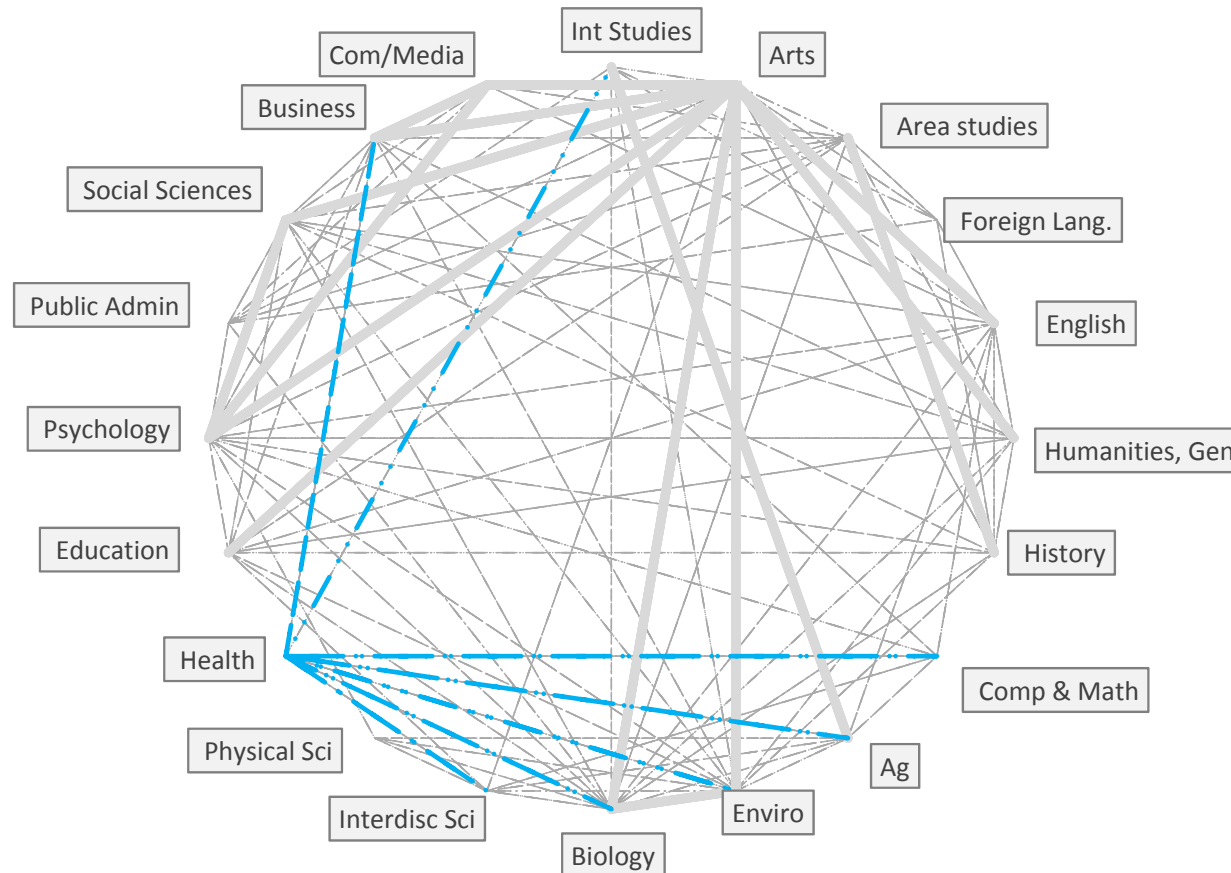 Int Studies
Arts
Com/Media
Business
Area studies
Social Sciences
Foreign Lang.
Public Admin
English
Psychology
Humanities, Gen
Education
History
Health
Comp & Math
Physical Sci
Ag
Interdisc Sci
Enviro
Biology